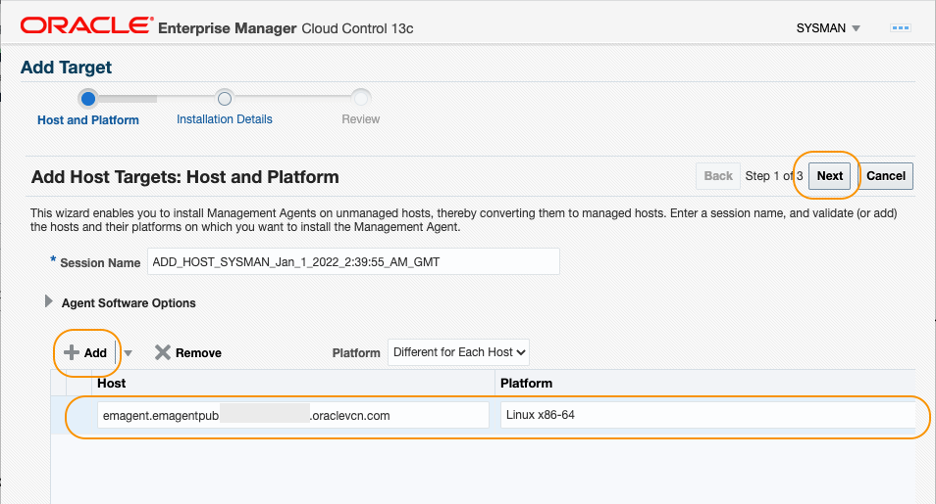 ORACLE® Enterprise Manager Cloud Control 13c SYSMAN
Add Target
Host and Platform Installation Details Review
Add Host Targets: Host and Platform Back Step 1 of 3 Next Cancel
This wizard enables you to install Management Agents on unmanaged hosts, thereby converting them to managed hosts. Enter a session name, and validate (or add)
the hosts and their platforms on which you want to install the Management Agent.
* Session Name ADD_HOST_SYSMAN_Jan_1_2022_2:39:55_AM_GMT
Agent Software Options
Add Remove Platform Different for Each Host
Host Platform
emagent.emagentpub .oraclevcn.com Linux x86-64